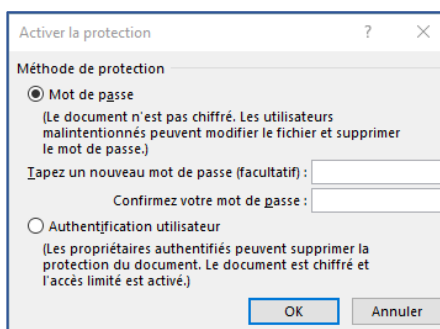 Activer la protection ? ×
Méthode de protection
Mot de passe
(Le document n'est pas chiffré. Les utilisateurs
malintentionnés peuvent modifier le fichier et supprimer
le mot de passe.)
Tapez un nouveau mot de passe (facultatif) :
Confirmez votre mot de passe :
Authentification utilisateur
(Les propriétaires authentifiés peuvent supprimer la
protection du document. Le document est chiffré et
l'accès limité est activé.)
OK Annuler